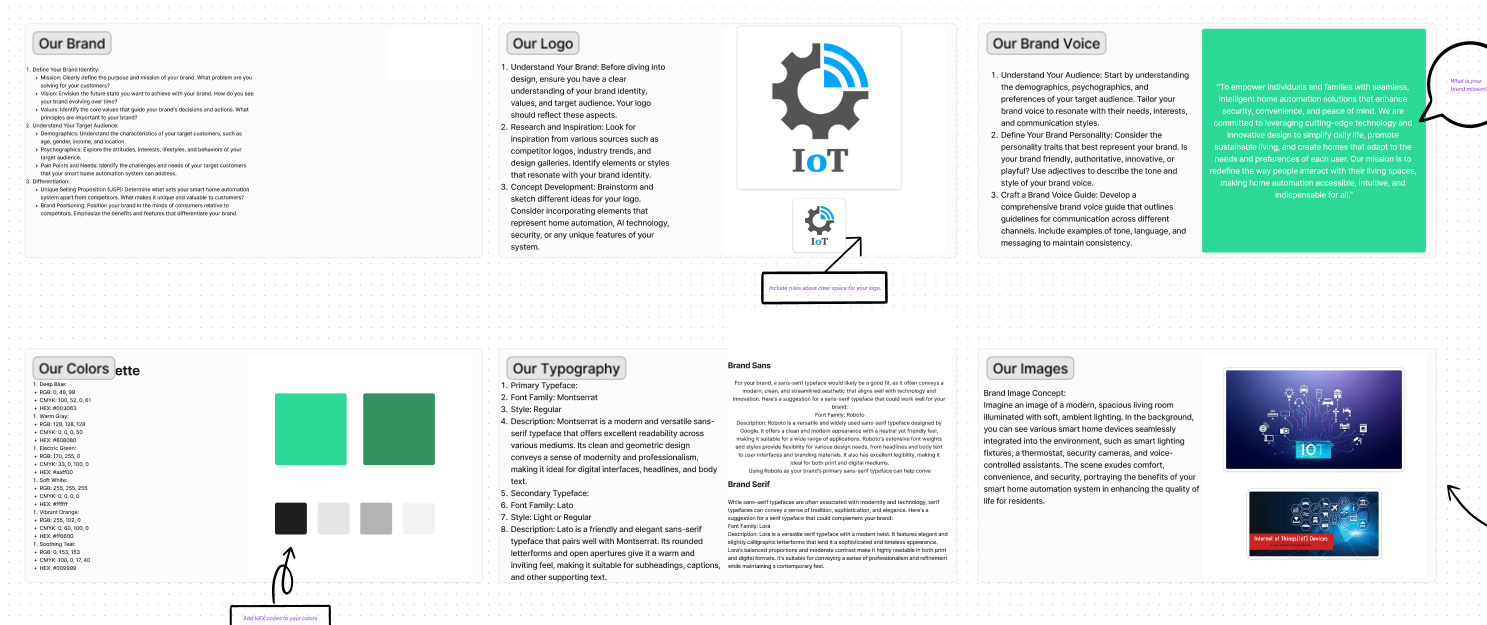 Our Brand
1. Define Your Brand Identity:
• Mission: Clearly define the purpose and mission of your brand. What problem are you
solving for your customers?
• Vision: Envision the future state you want to achieve with your brand. How do you see
your brand evolving over time?
• Values: Identify the core values that guide your brand's decisions and actions. What
principles are important to your brand?
2. Understand Your Target Audience:
• Demographics: Understand the characteristics of your target customers, such as
age, gender, income, and location.
• Psychographics: Explore the attitudes, interests, lifestyles, and behaviors of your
target audience.
• Pain Points and Needs: Identify the challenges and needs of your target customers
that your smart home automation system can address.
3. Differentiation:
• Unique Selling Proposition (USP): Determine what sets your smart home automation
system apart from competitors. What makes it unique and valuable to customers?
• Brand Positioning: Position your brand in the minds of consumers relative to
competitors. Emphasize the benefits and features that differentiate your brand.
Our Logo
1. Understand Your Brand: Before diving into
design, ensure you have a clear
understanding of your brand identity,
values, and target audience. Your logo
should reflect these aspects.
2. Research and Inspiration: Look for
inspiration from various sources such as
competitor logos, industry trends, and
design galleries. Identify elements or styles
that resonate with your brand identity.
3. Concept Development: Brainstorm and
sketch different ideas for your logo.
Consider incorporating elements that
represent home automation, AI technology,
security, or any unique features of your
system.
IoT
IoT
Include rules about clear space for your logo.
Our Brand Voice
1. Understand Your Audience: Start by understanding
the demographics, psychographics, and
preferences of your target audience. Tailor your
brand voice to resonate with their needs, interests,
and communication styles.
2. Define Your Brand Personality: Consider the
personality traits that best represent your brand. Is
your brand friendly, authoritative, innovative, or
playful? Use adjectives to describe the tone and
style of your brand voice.
3. Craft a Brand Voice Guide: Develop a
comprehensive brand voice guide that outlines
guidelines for communication across different
channels. Include examples of tone, language, and
messaging to maintain consistency.
"To empower individuals and families with seamless,
intelligent home automation solutions that enhance
security, convenience, and peace of mind. We are
committed to leveraging cutting-edge technology and
innovative design to simplify daily life, promote
sustainable living, and create homes that adapt to the
needs and preferences of each user. Our mission is to
redefine the way people interact with their living spaces,
making home automation accessible, intuitive, and
indispensable for all."
What is your
brand mission?
Our Colors
ette
1. Deep Blue:
• RGB: 0, 48, 99
• CMYK: 100, 52, 0, 61
• HEX: #003063
1. Warm Gray:
• RGB: 128, 128, 128
• CMYK: 0, 0, 0, 50
• HEX: #808080
1. Electric Green:
• RGB: 170, 255, 0
• CMYK: 33, 0, 100, 0
• HEX: #aaff00
1. Soft White:
• RGB: 255, 255, 255
• CMYK: 0, 0, 0, 0
• HEX: #ffffff
1. Vibrant Orange:
• RGB: 255, 102, 0
• CMYK: 0, 60, 100, 0
• HEX: #ff6600
1. Soothing Teal:
• RGB: 0, 153, 153
• CMYK: 100, 0, 17, 40
• HEX: #009999
Add HEX codes to your colors.
Our Typography
1. Primary Typeface:
2. Font Family: Montserrat
3. Style: Regular
4. Description: Montserrat is a modern and versatile sans-
serif typeface that offers excellent readability across
various mediums. Its clean and geometric design
conveys a sense of modernity and professionalism,
making it ideal for digital interfaces, headlines, and body
text.
5. Secondary Typeface:
6. Font Family: Lato
7. Style: Light or Regular
8. Description: Lato is a friendly and elegant sans-serif
typeface that pairs well with Montserrat. Its rounded
letterforms and open apertures give it a warm and
inviting feel, making it suitable for subheadings, captions,
and other supporting text.
Brand Sans
For your brand, a sans-serif typeface would likely be a good fit, as it often conveys a
modern, clean, and streamlined aesthetic that aligns well with technology and
innovation. Here's a suggestion for a sans-serif typeface that could work well for your
brand:
Font Family: Roboto
Description: Roboto is a versatile and widely used sans-serif typeface designed by
Google. It offers a clean and modern appearance with a neutral yet friendly feel,
making it suitable for a wide range of applications. Roboto's extensive font weights
and styles provide flexibility for various design needs, from headlines and body text
to user interfaces and branding materials. It also has excellent legibility, making it
ideal for both print and digital mediums.
Using Roboto as your brand's primary sans-serif typeface can help conve
Brand Serif
While sans-serif typefaces are often associated with modernity and technology, serif
typefaces can convey a sense of tradition, sophistication, and elegance. Here's a
suggestion for a serif typeface that could complement your brand:
Font Family: Lora
Description: Lora is a versatile serif typeface with a modern twist. It features elegant and
slightly calligraphic letterforms that lend it a sophisticated and timeless appearance.
Lora's balanced proportions and moderate contrast make it highly readable in both print
and digital formats. It's suitable for conveying a sense of professionalism and refinement
while maintaining a contemporary feel.
Our Images
Brand Image Concept:
Imagine an image of a modern, spacious living room
illuminated with soft, ambient lighting. In the background,
you can see various smart home devices seamlessly
integrated into the environment, such as smart lighting
fixtures, a thermostat, security cameras, and voice-
controlled assistants. The scene exudes comfort,
convenience, and security, portraying the benefits of your
smart home automation system in enhancing the quality of
life for residents.
IOT
Internet of Things(IoT) Devices